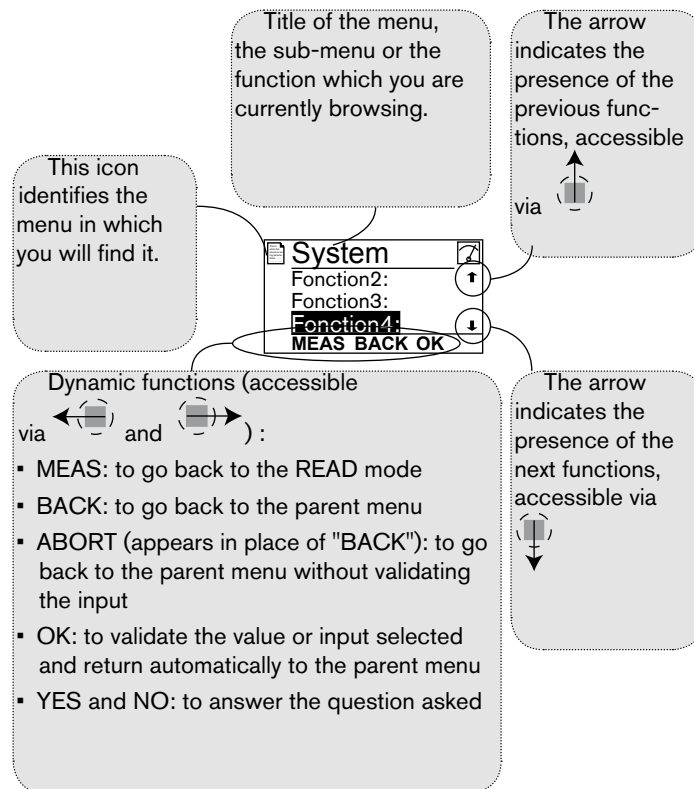 Title of the menu,
the sub-menu or the
function which you are
currently browsing.
The arrow
indicates the
presence of the
previous func-
tions, accessible
via
This icon
identifies the
menu in which
you will find it.
System
Fonction2:
Fonction3:
Fonction4:
MEAS BACK OK
Dynamic functions (accessible
via and ) :
▪ MEAS: to go back to the READ mode
▪ BACK: to go back to the parent menu
▪ ABORT (appears in place of "BACK"): to go
back to the parent menu without validating
the input
▪ OK: to validate the value or input selected
and return automatically to the parent menu
▪ YES and NO: to answer the question asked
The arrow
indicates the
presence of the
next functions,
accessible via